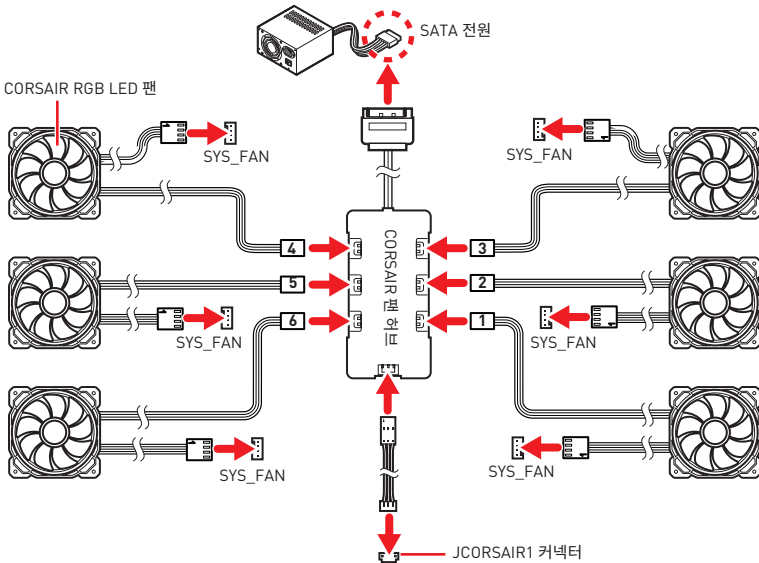 SATA 전원
CORSAIR RGB LED 팬
SYS_FAN
SYS_FAN
4
3
5
2
6
1
CORSAIR 팬 허브
SYS_FAN
SYS_FAN
SYS_FAN
SYS_FAN
JCORSAIR1 커넥터